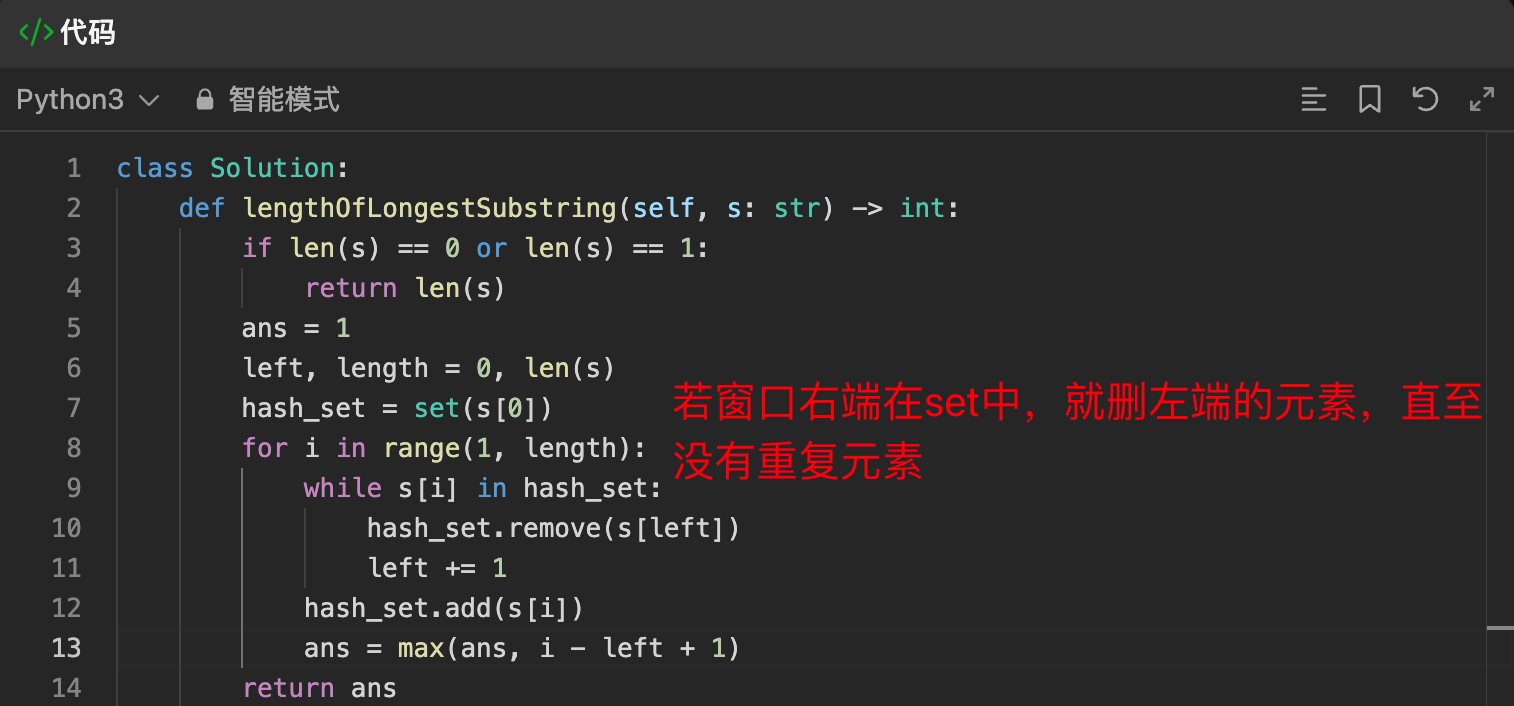 </> 代码
Python3 智能模式
1 class Solution:
2     def lengthOfLongestSubstring(self, s: str) -> int:
3         if len(s) == 0 or len(s) == 1:
4             return len(s)
5         ans = 1
6         left, length = 0, len(s)
7         hash_set = set(s[0])
8         for i in range(1, length):
9             while s[i] in hash_set:
10                 hash_set.remove(s[left])
11                 left += 1
12             hash_set.add(s[i])
13             ans = max(ans, i - left + 1)
14         return ans
若窗口右端在set中，就删左端的元素，直至
没有重复元素